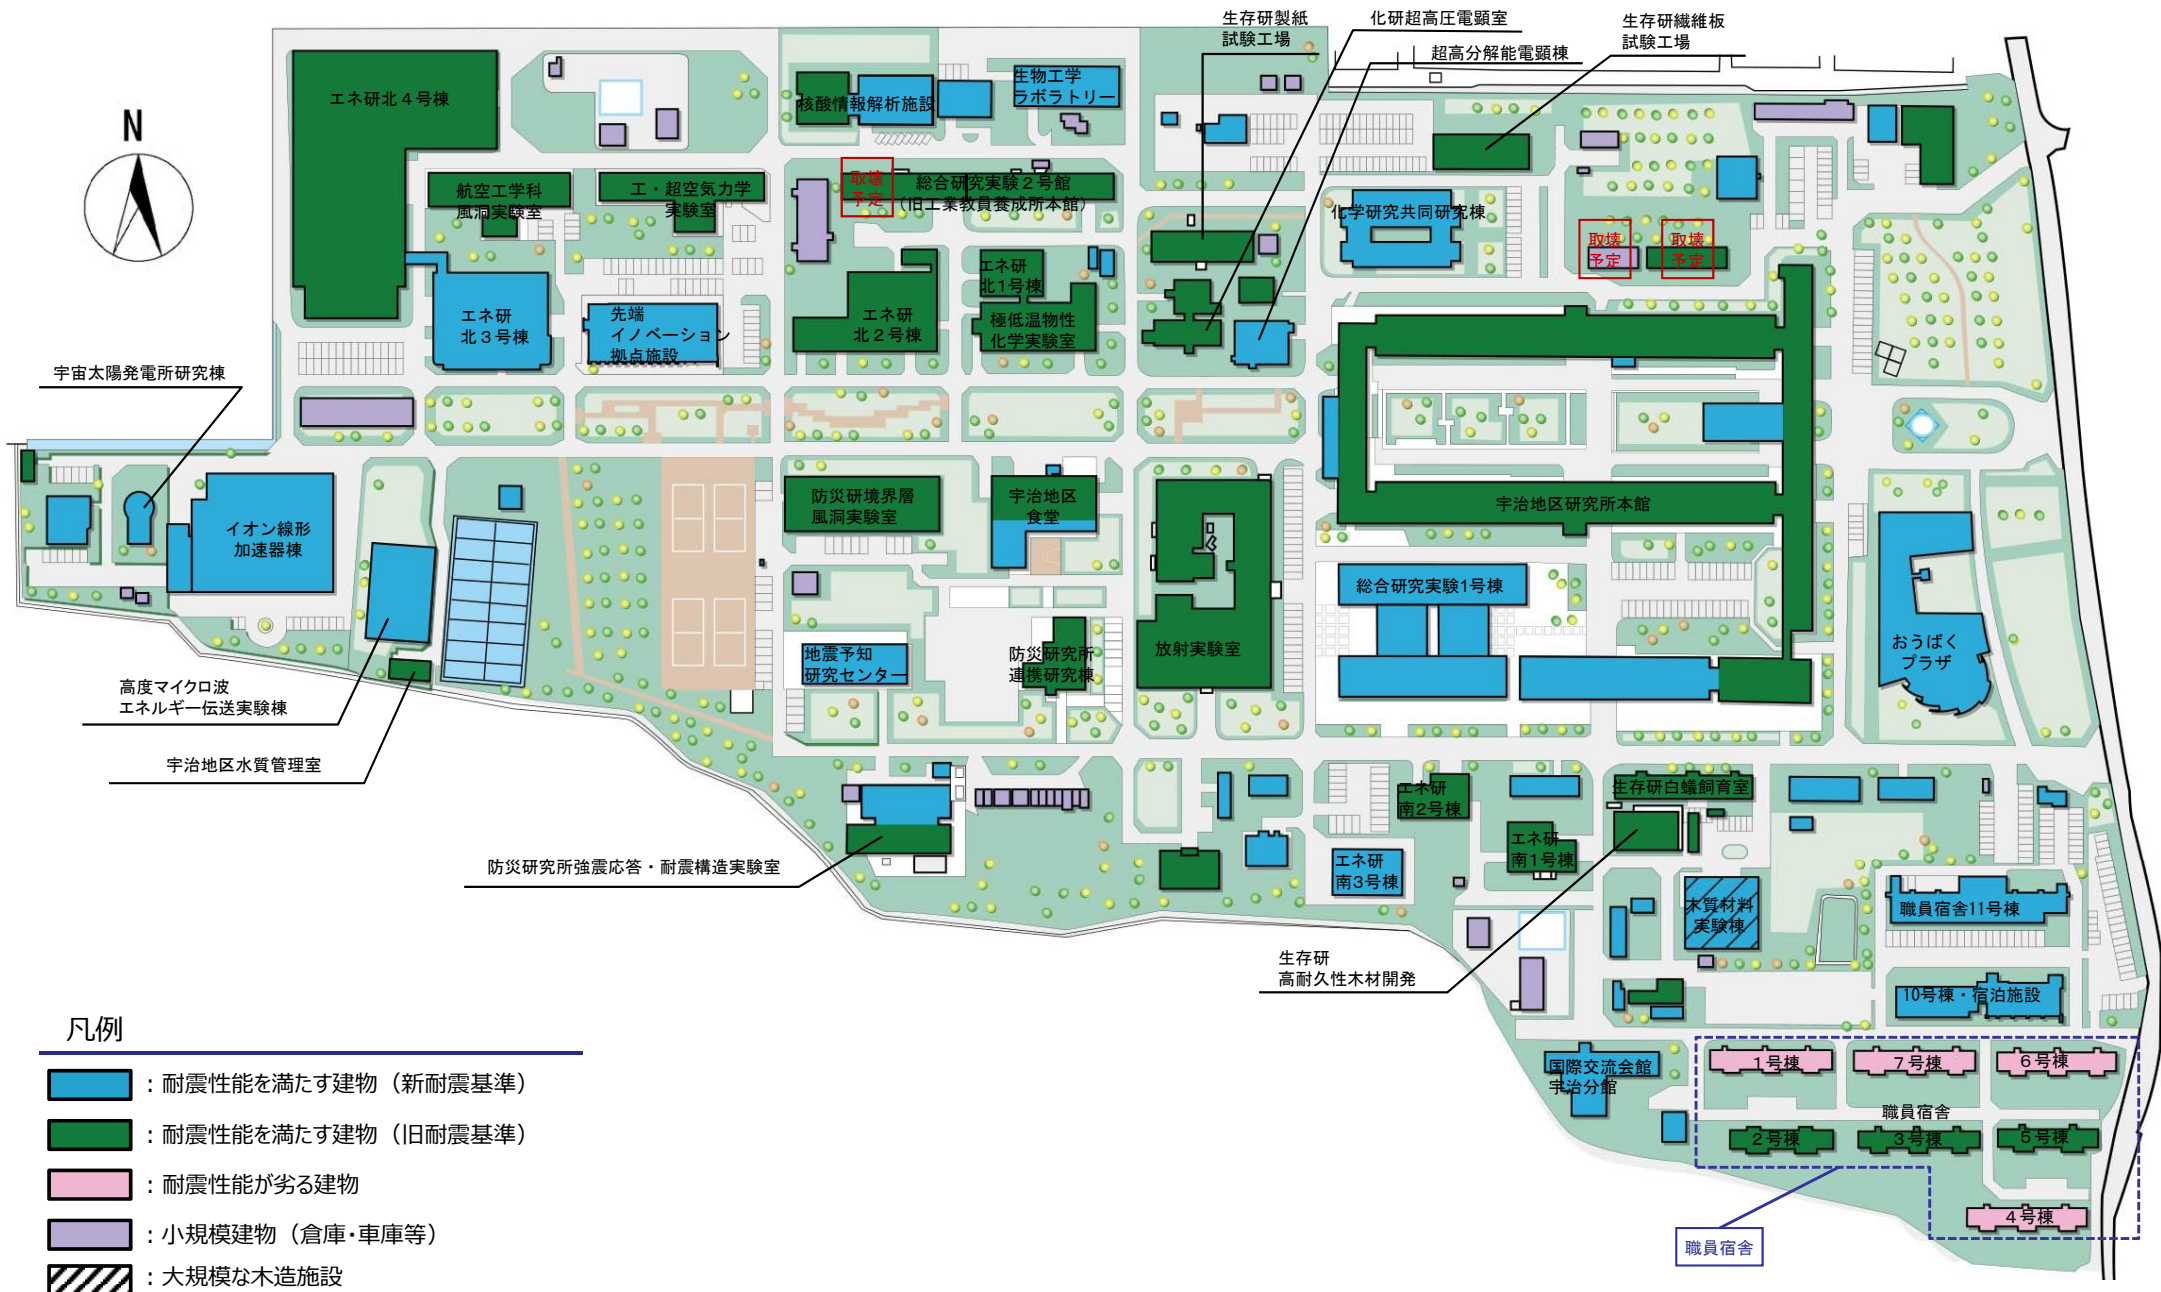 生存研製紙
試験工場
化研超高圧電顕室
超高分解能電顕棟
生存研繊維板
試験工場
エネ研北４号棟
N
核酸情報解析施設
生物工学
ラボラトリー
航空工学科
風洞実験室
工・超空気力学
実験室
取壊
予定
総合研究実験２号館
（旧工業教員養成所本館）
化学研究共同研究棟
取壊
予定
取壊
予定
エネ研
北３号棟
先端
イノベーション
拠点施設
エネ研
北２号棟
エネ研
北１号棟
極低温物性
化学実験室
宇宙太陽発電所研究棟
イオン線形
加速器棟
防災研境界層
風洞実験室
宇治地区
食堂
宇治地区研究所本館
総合研究実験1号棟
放射実験室
おうばく
プラザ
地震予知
研究センター
防災研究所
連携研究棟
高度マイクロ波
エネルギー伝送実験棟
宇治地区水質管理室
防災研究所強震応答・耐震構造実験室
エネ研
南2号棟
エネ研
南1号棟
エネ研
南3号棟
生存研白蟻飼育室
木質材料
実験棟
職員宿舎11号棟
生存研
高耐久性木材開発
10号棟・宿泊施設
国際交流会館
宇治分館
１号棟
７号棟
６号棟
職員宿舎
２号棟
３号棟
５号棟
４号棟
職員宿舎
凡例
：耐震性能を満たす建物（新耐震基準）
：耐震性能を満たす建物（旧耐震基準）
：耐震性能が劣る建物
：小規模建物（倉庫・車庫等）
：大規模な木造施設